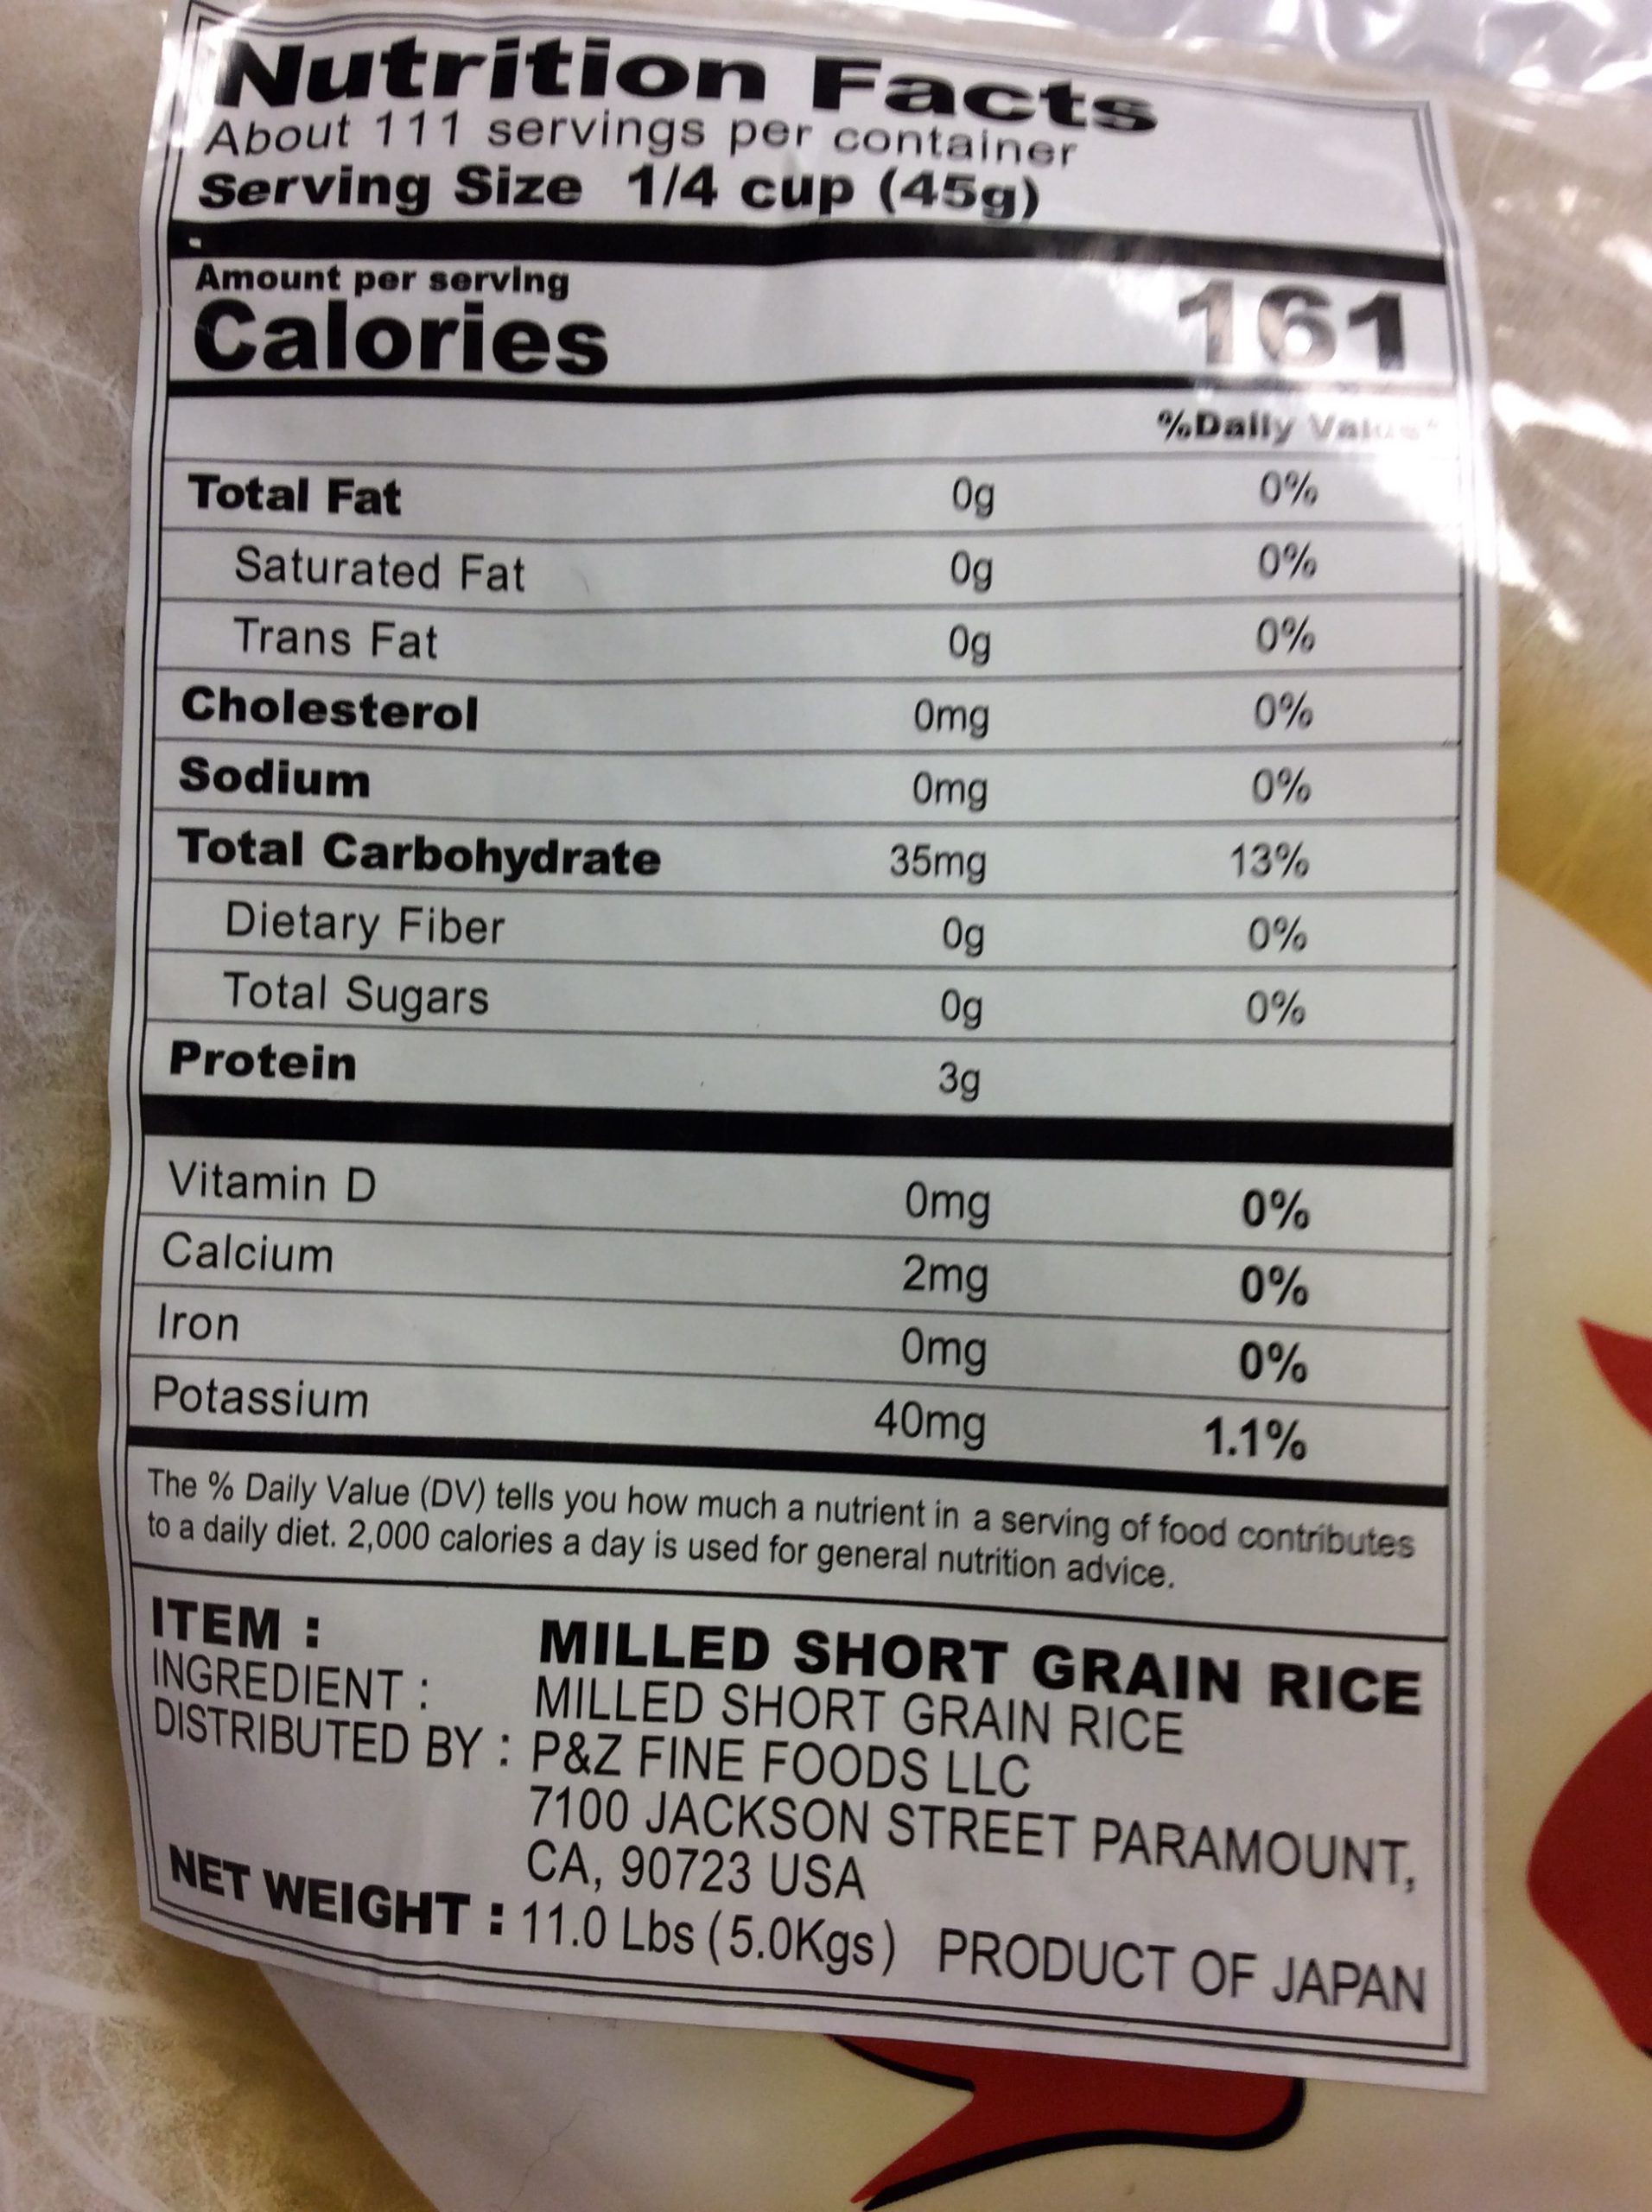 Nutrition Facts
About 111 servings per container
Serving Size 1/4 cup (45g)
Amount per serving
Calories 161
%Daily Value*
Total Fat 0g 0%
Saturated Fat 0g 0%
Trans Fat 0g 0%
Cholesterol 0mg 0%
Sodium 0mg 0%
Total Carbohydrate 35mg 13%
Dietary Fiber 0g 0%
Total Sugars 0g 0%
Protein 3g
Vitamin D 0mg 0%
Calcium 2mg 0%
Iron 0mg 0%
Potassium 40mg 1.1%
The % Daily Value (DV) tells you how much a nutrient in a serving of food contributes
to a daily diet. 2,000 calories a day is used for general nutrition advice.
ITEM : MILLED SHORT GRAIN RICE
INGREDIENT : MILLED SHORT GRAIN RICE
DISTRIBUTED BY : P&Z FINE FOODS LLC
7100 JACKSON STREET PARAMOUNT,
CA, 90723 USA
NET WEIGHT : 11.0 Lbs (5.0Kgs) PRODUCT OF JAPAN